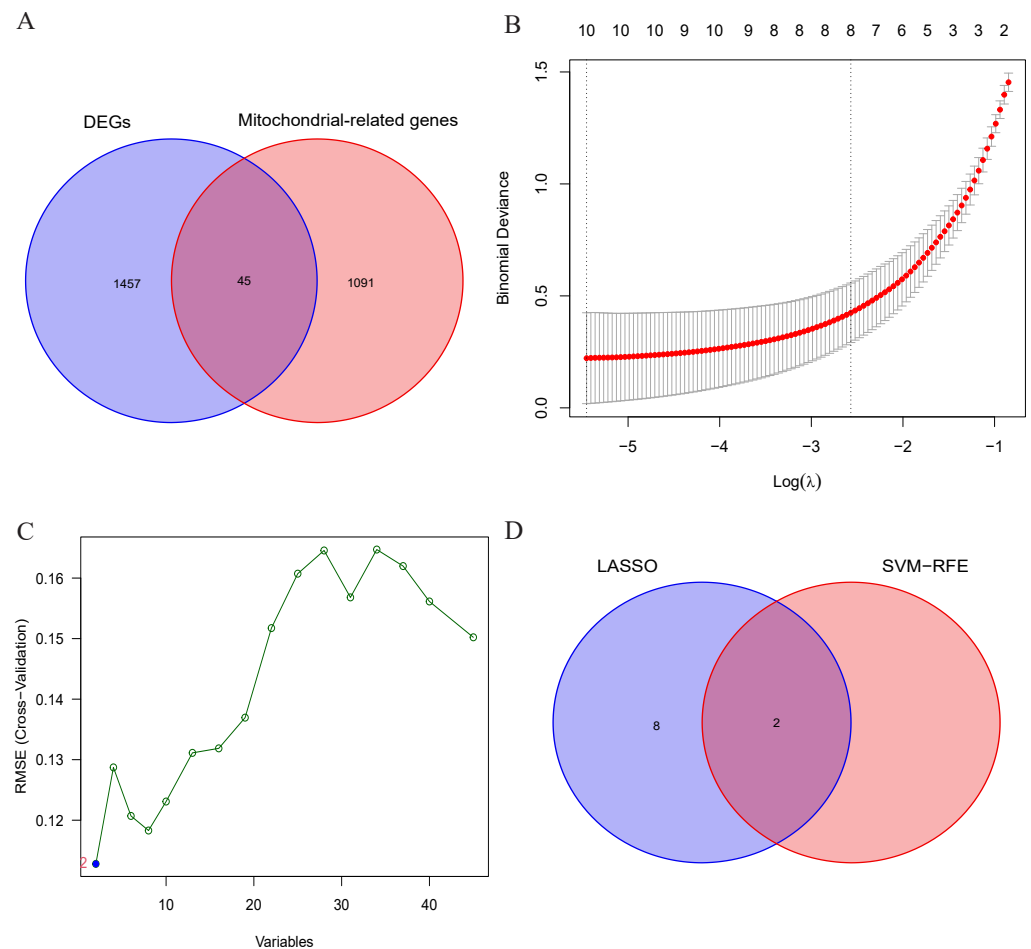 A
DEGs
Mitochondrial-related genes
1457
45
1091
B
10 10 10 9 10 9 8 8 8 8 7 6 5 3 3 2
Binomial Deviance
1.5
1.0
0.5
0.0
−5 −4 −3 −2 −1
Log(λ)
C
RMSE (Cross−Validation)
0.16
0.15
0.14
0.13
0.12
2
10 20 30 40
Variables
D
LASSO
SVM−RFE
8
2